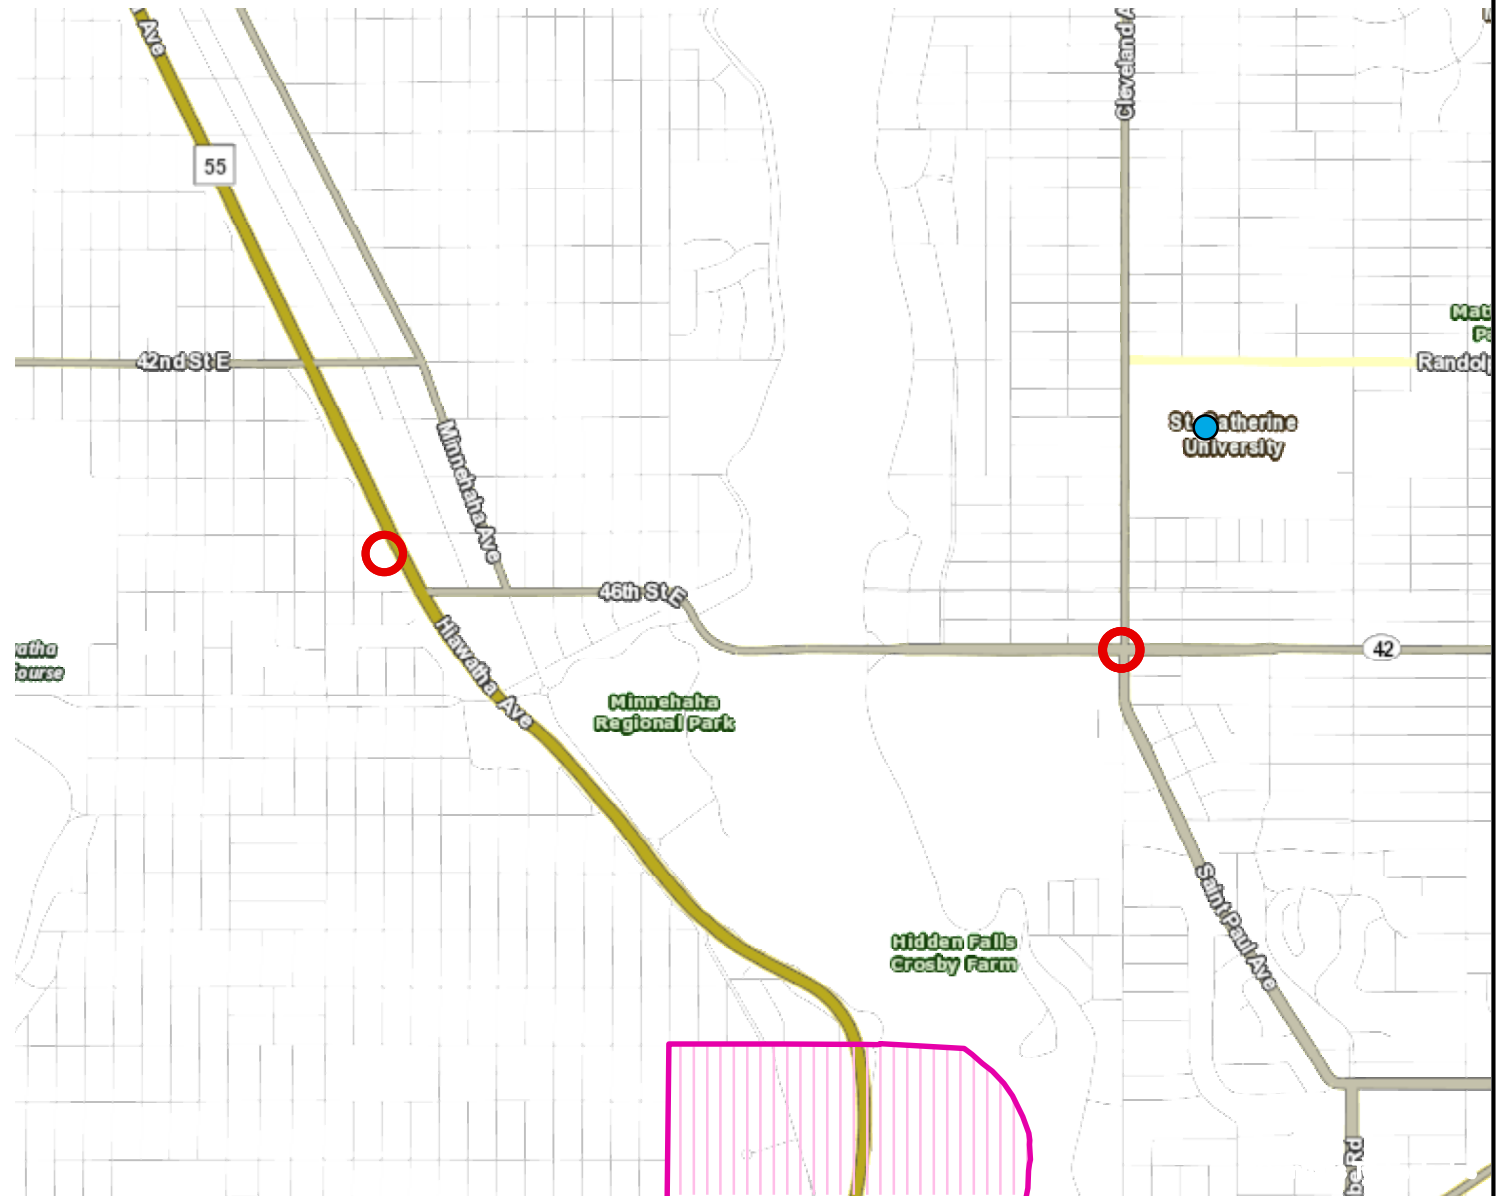 Ave
Cleveland A
55
42nd St E
Randolp
Minnehaha Ave
St Catherine
University
46th St E
Hiawatha Ave
42
Minnehaha
Regional Park
Saint Paul Ave
Hidden Falls
Crosby Farm